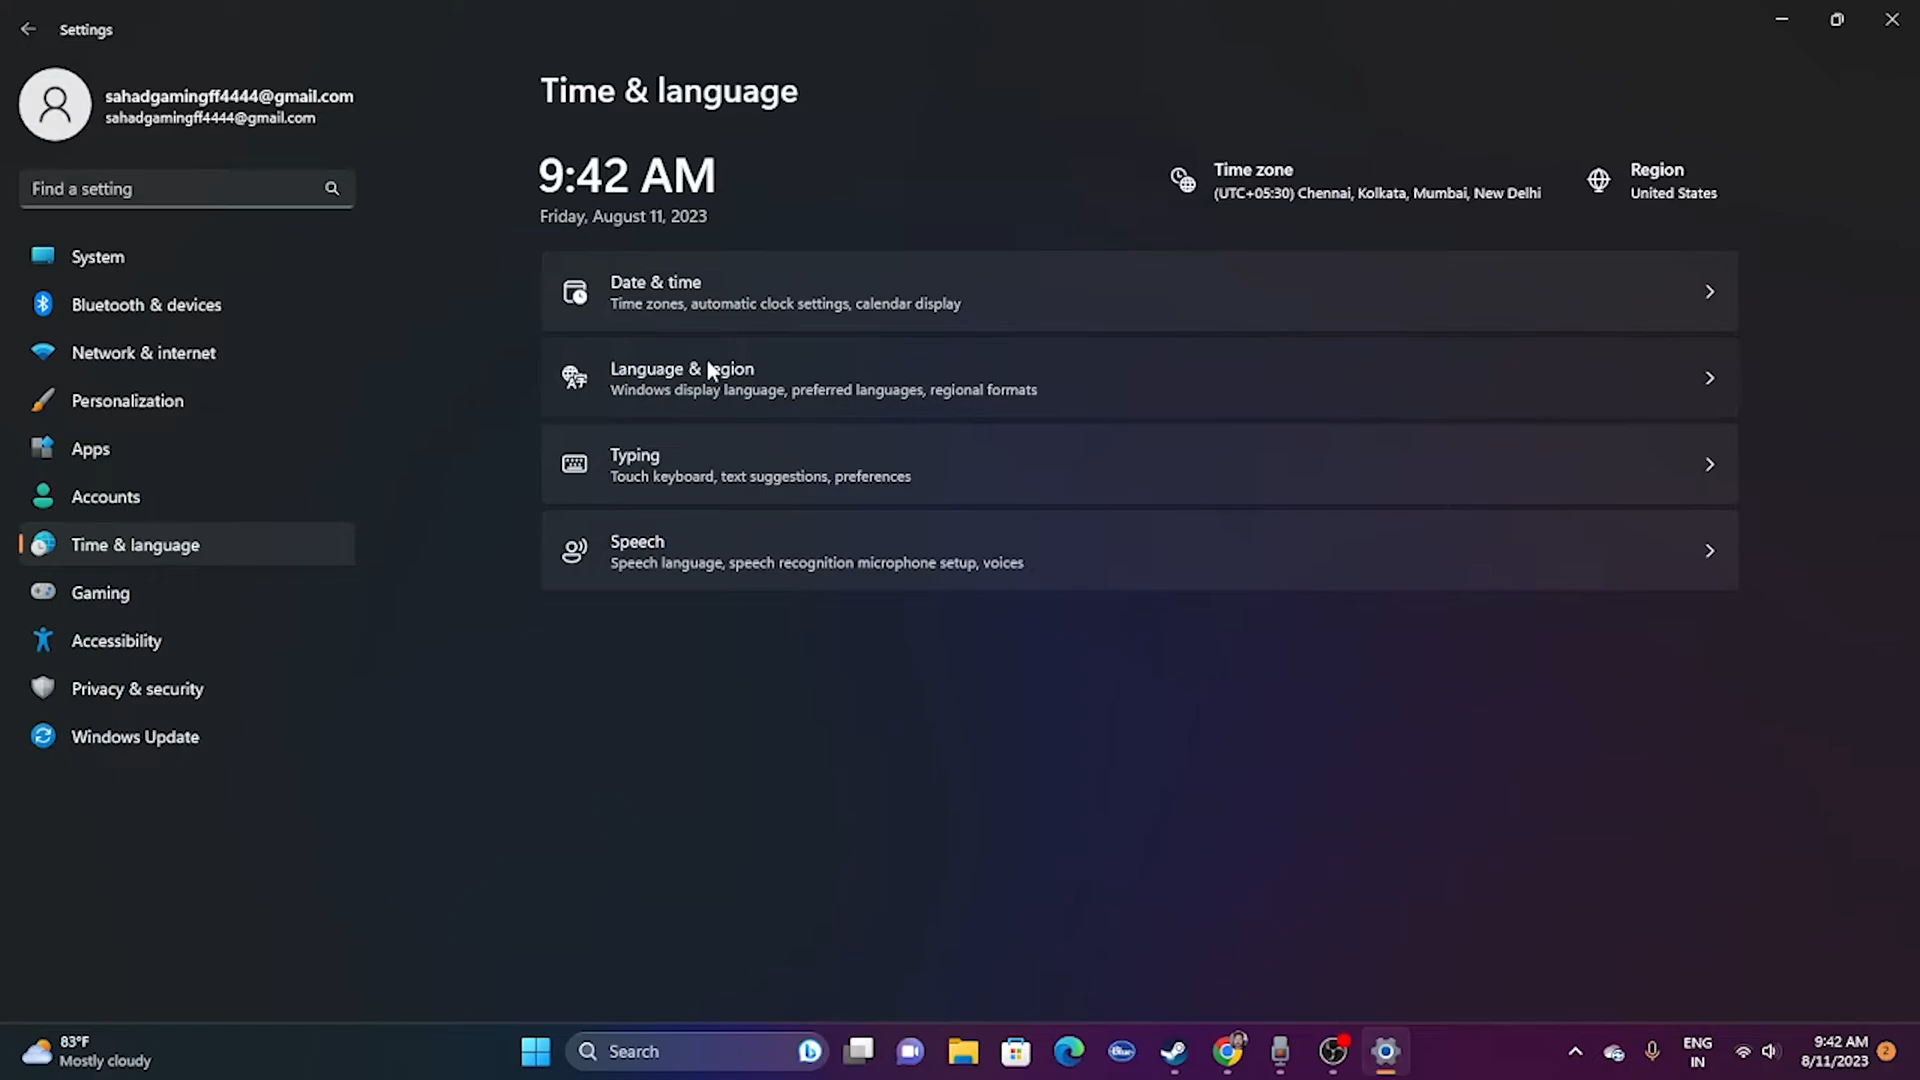 Settings
sahadgamingff4444@gmail.com
sahadgamingff4444@gmail.com
Find a setting
System
Bluetooth & devices
Network & internet
Personalization
Apps
Accounts
Time & language
Gaming
Accessibility
Privacy & security
Windows Update
Time & language
9:42 AM
Friday, August 11, 2023
Time zone
(UTC+05:30) Chennai, Kolkata, Mumbai, New Delhi
Region
United States
Date & time
Time zones, automatic clock settings, calendar display
Language & region
Windows display language, preferred languages, regional formats
Typing
Touch keyboard, text suggestions, preferences
Speech
Speech language, speech recognition microphone setup, voices
83°F
Mostly cloudy
Search
Blue
ENG
IN
9:42 AM
8/11/2023
2